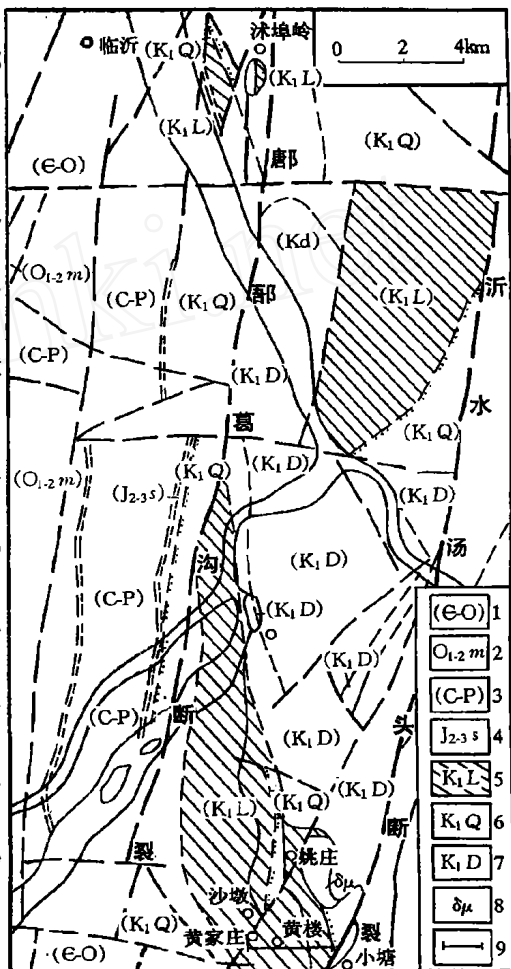 临沂
(K₁Q)
沭埠岭
0 2 4km
(K₁L)
(K₁L)
(K₁Q)
(Є-O)
鄌
(Kd)
(O₁₋₂m)
(C-P)
(K₁Q)
郚
(K₁L)
沂
(C-P)
(K₁D)
水
葛
(K₁Q)
(K₁D)
(K₁Q)
(O₁₋₂m)
(J₂₋₃s)
(K₁D)
汤
沟
(K₁D)
(C-P)
(K₁D)
(K₁D)
(C-P)
断
(K₁D)
头
(K₁D)
(K₁L)
(K₁Q)
断
裂
姚庄
δμ
沙墩
(K₁Q)
黄家庄
黄楼
裂
(Є-O)
小塘
(Є-O) 1
O₁₋₂m 2
(C-P) 3
J₂₋₃s 4
K₁L 5
K₁Q 6
K₁D 7
δμ 8
9